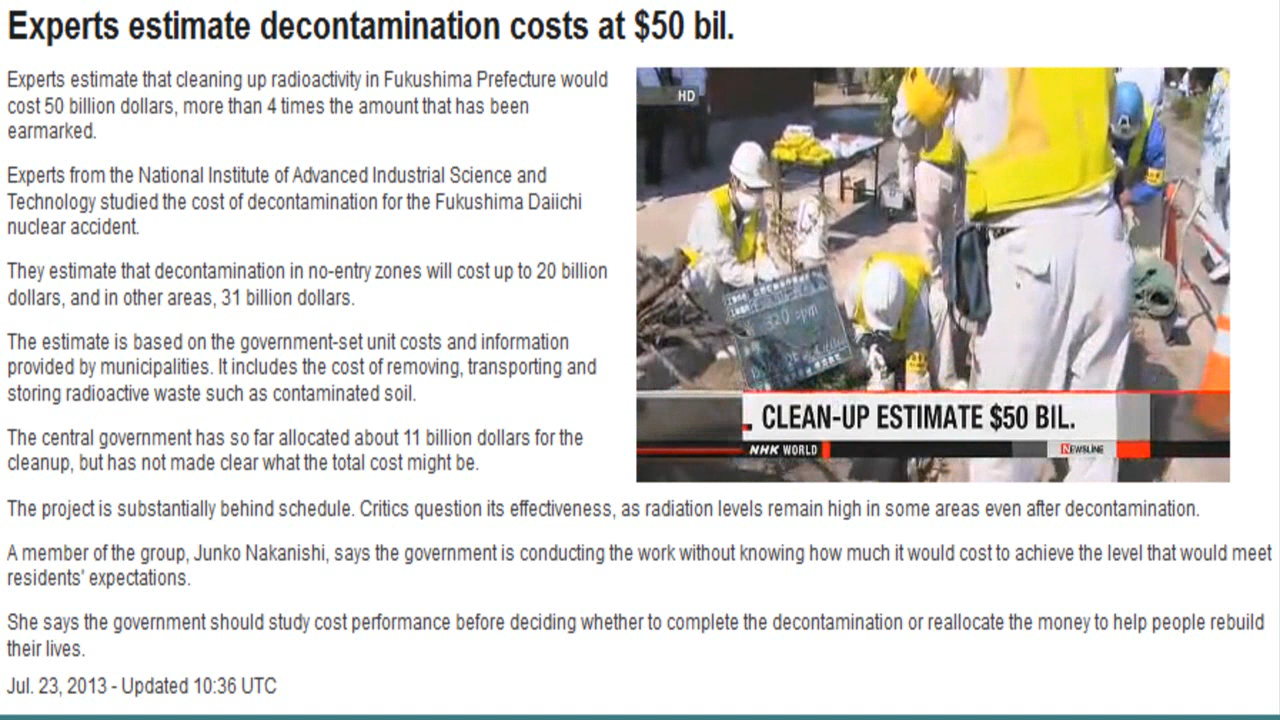 Experts estimate decontamination costs at $50 bil.
Experts estimate that cleaning up radioactivity in Fukushima Prefecture would
cost 50 billion dollars, more than 4 times the amount that has been
earmarked.
Experts from the National Institute of Advanced Industrial Science and
Technology studied the cost of decontamination for the Fukushima Daiichi
nuclear accident.
They estimate that decontamination in no-entry zones will cost up to 20 billion
dollars, and in other areas, 31 billion dollars.
The estimate is based on the government-set unit costs and information
provided by municipalities. It includes the cost of removing, transporting and
storing radioactive waste such as contaminated soil.
The central government has so far allocated about 11 billion dollars for the
cleanup, but has not made clear what the total cost might be.
HD
320 cpm
CLEAN-UP ESTIMATE $50 BIL.
NHK WORLD
NEWSLINE
The project is substantially behind schedule. Critics question its effectiveness, as radiation levels remain high in some areas even after decontamination.
A member of the group, Junko Nakanishi, says the government is conducting the work without knowing how much it would cost to achieve the level that would meet
residents' expectations.
She says the government should study cost performance before deciding whether to complete the decontamination or reallocate the money to help people rebuild
their lives.
Jul. 23, 2013 - Updated 10:36 UTC